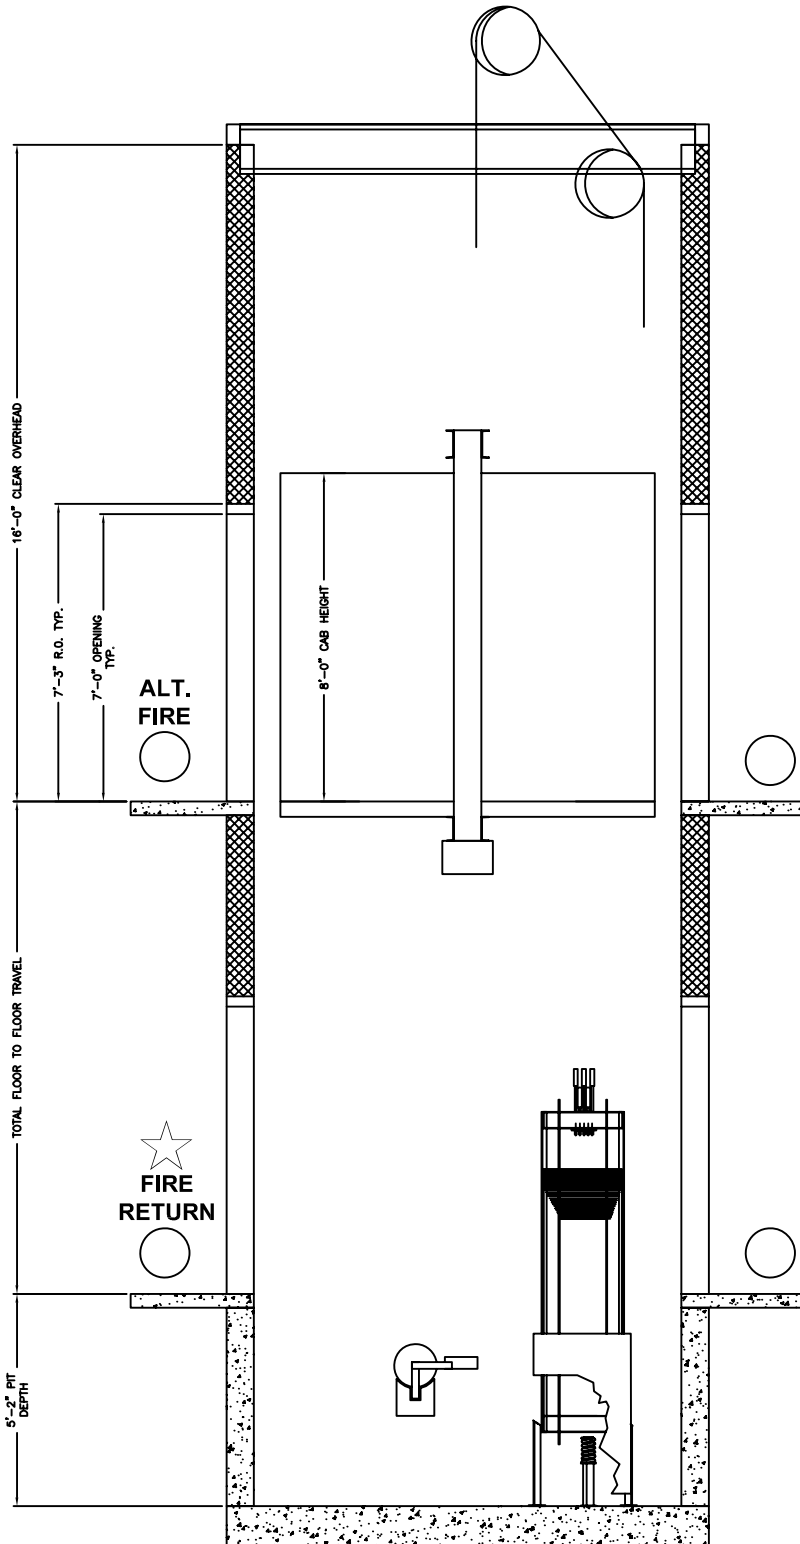 16'-0" CLEAR OVERHEAD
7'-3" R.O. TYP.
7'-0" OPENING
TYP.
8'-0" CAB HEIGHT
ALT.
FIRE
TOTAL FLOOR TO FLOOR TRAVEL
FIRE
RETURN
5'-2" PIT
DEPTH